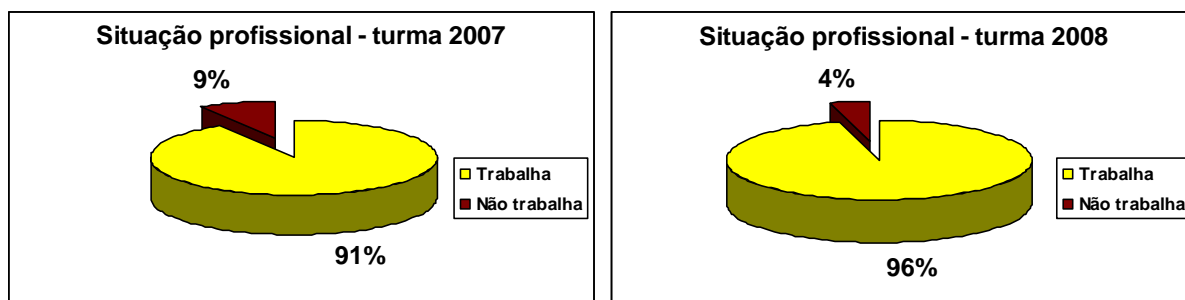 Situação profissional - turma 2007
9%
Trabalha
Não trabalha
91%
Situação profissional - turma 2008
4%
Trabalha
Não trabalha
96%